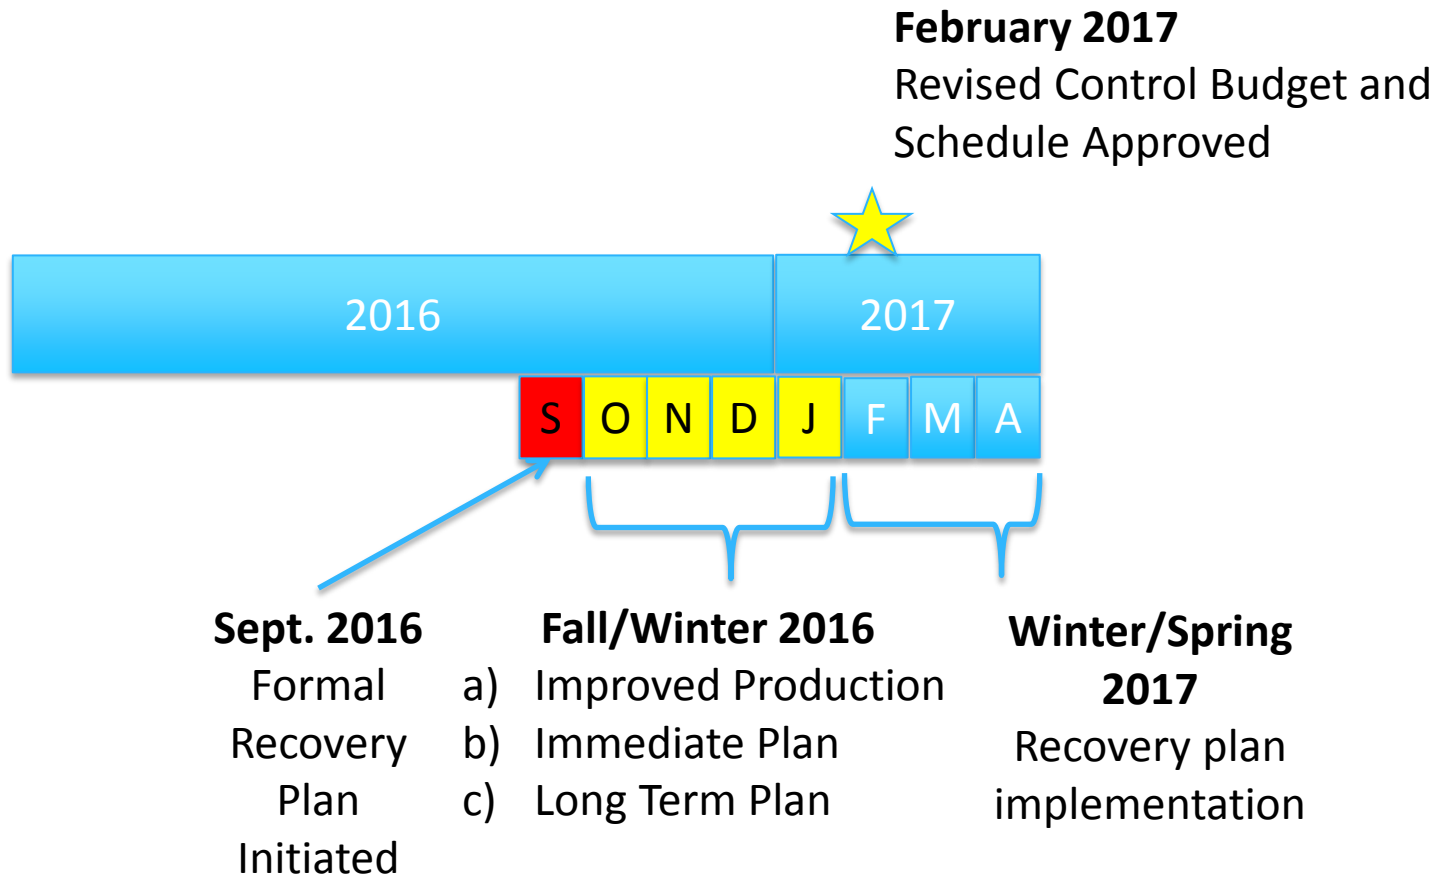 February 2017
Revised Control Budget and
Schedule Approved
2016
2017
S O N D J F M A
Sept. 2016
Formal
Recovery
Plan
Initiated
Fall/Winter 2016
a) Improved Production
b) Immediate Plan
c) Long Term Plan
Winter/Spring
2017
Recovery plan
implementation